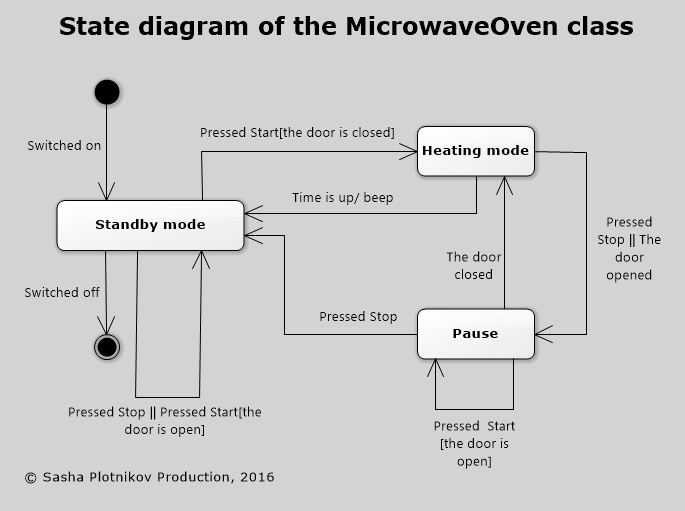 State diagram of the MicrowaveOven class
Switched on
Pressed Start[the door is closed]
Heating mode
Time is up/ beep
Standby mode
Pressed
Stop || The
door
opened
The door
closed
Switched off
Pressed Stop
Pause
Pressed Stop || Pressed Start[the
door is open]
Pressed  Start
[the door is
open]
© Sasha Plotnikov Production, 2016